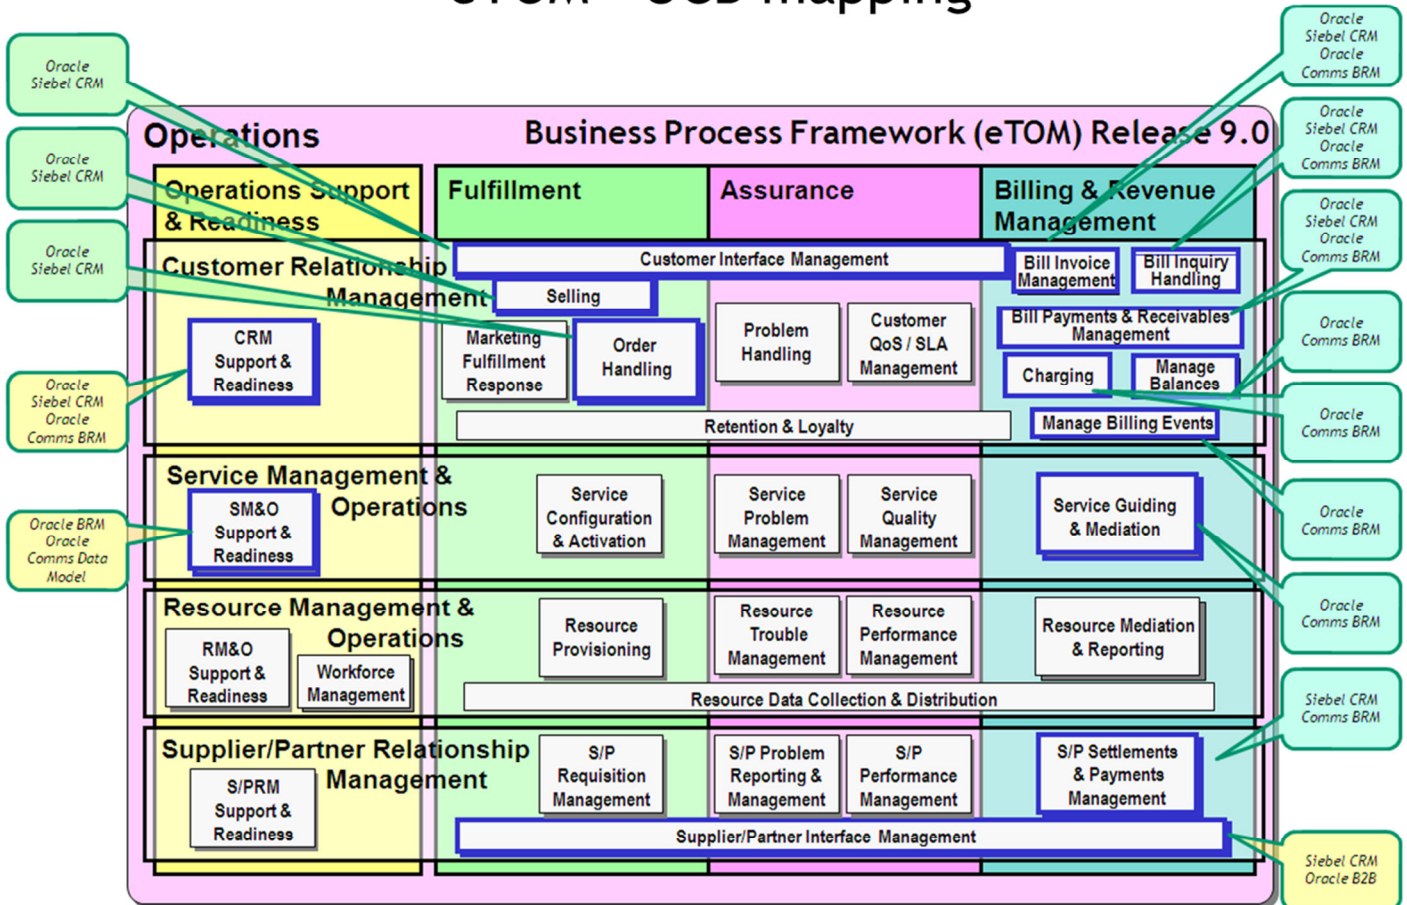 eTOM – OCB mapping
Oracle
Siebel CRM
Oracle
Siebel CRM
Oracle
Siebel CRM
Oracle
Siebel CRM
Oracle
Comms BRM
Oracle BRM
Oracle
Comms Data
Model
Operations
Business Process Framework (eTOM) Release 9.0
Operations Support
& Readiness
Fulfillment
Assurance
Billing & Revenue
Management
Customer Relationship
Management
Customer Interface Management
Selling
CRM
Support &
Readiness
Marketing
Fulfillment
Response
Order
Handling
Problem
Handling
Customer
QoS / SLA
Management
Bill Invoice
Management
Bill Inquiry
Handling
Bill Payments & Receivables
Management
Charging
Manage
Balances
Manage Billing Events
Retention & Loyalty
Service Management &
Operations
SM&O
Support &
Readiness
Service
Configuration
& Activation
Service
Problem
Management
Service
Quality
Management
Service Guiding
& Mediation
Resource Management &
Operations
RM&O
Support &
Readiness
Workforce
Management
Resource
Provisioning
Resource
Trouble
Management
Resource
Performance
Management
Resource Mediation
& Reporting
Resource Data Collection & Distribution
Supplier/Partner Relationship
Management
S/PRM
Support &
Readiness
S/P
Requisition
Management
S/P Problem
Reporting &
Management
S/P
Performance
Management
S/P Settlements
& Payments
Management
Supplier/Partner Interface Management
Oracle
Siebel CRM
Oracle
Comms BRM
Oracle
Siebel CRM
Oracle
Comms BRM
Oracle
Siebel CRM
Oracle
Comms BRM
Oracle
Comms BRM
Oracle
Comms BRM
Oracle
Comms BRM
Oracle
Comms BRM
Siebel CRM
Comms BRM
Siebel CRM
Oracle B2B